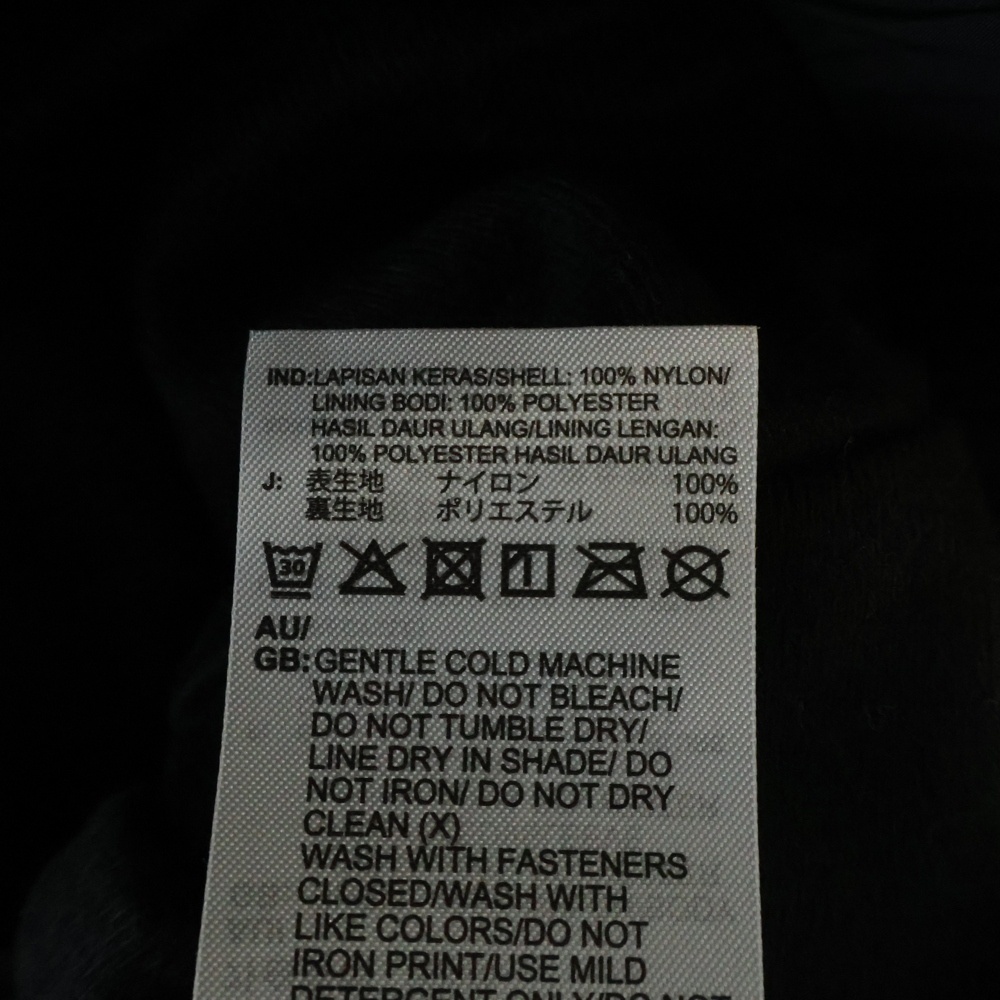 IND:LAPISAN KERAS/SHELL: 100% NYLON/
LINING BODI: 100% POLYESTER
HASIL DAUR ULANG/LINING LENGAN:
100% POLYESTER HASIL DAUR ULANG
J: 表生地 ナイロン 100%
裏生地 ポリエステル 100%
30
AU/
GB:GENTLE COLD MACHINE
WASH/ DO NOT BLEACH/
DO NOT TUMBLE DRY/
LINE DRY IN SHADE/ DO
NOT IRON/ DO NOT DRY
CLEAN (X)
WASH WITH FASTENERS
CLOSED/WASH WITH
LIKE COLORS/DO NOT
IRON PRINT/USE MILD
DETERGENT ONLY/DO NOT